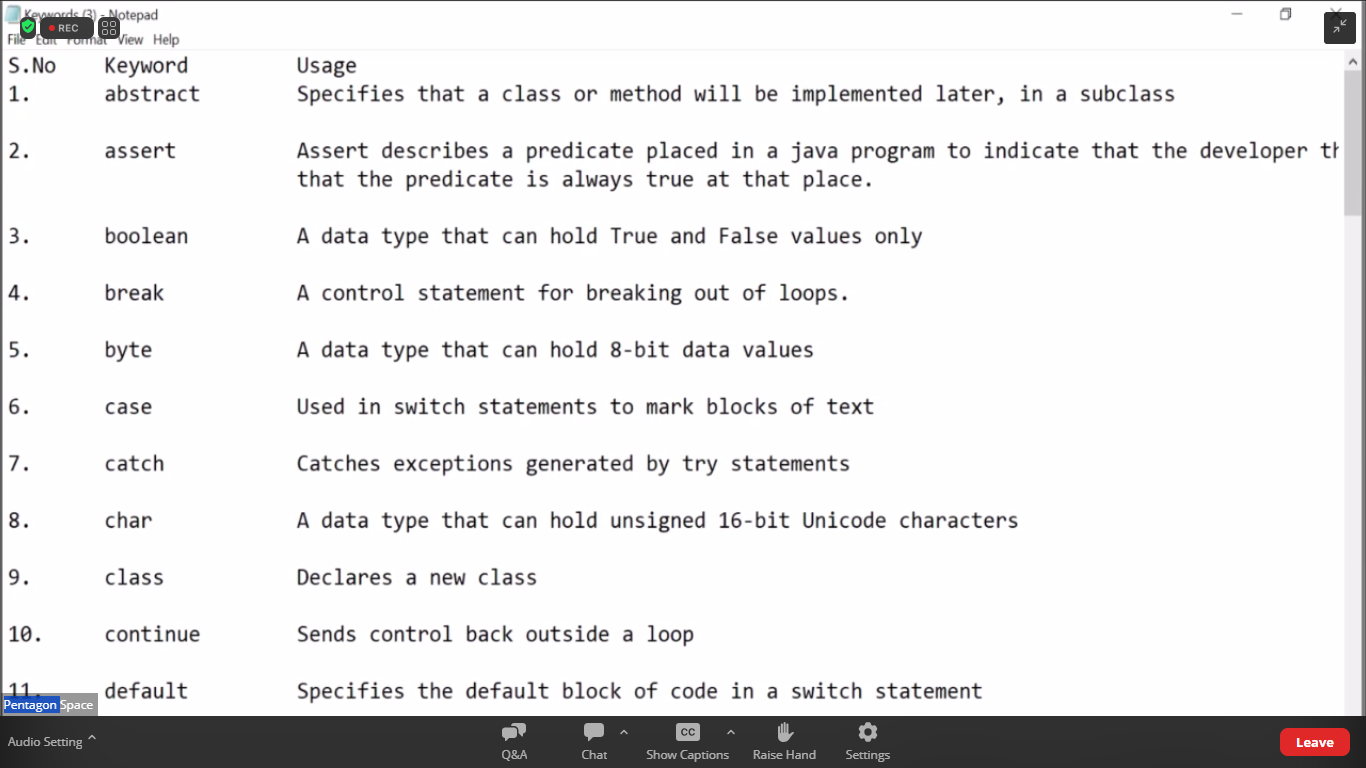 Keywords (3) - Notepad
REC
File Edit Format View Help
S.No Keyword Usage
1. abstract Specifies that a class or method will be implemented later, in a subclass
2. assert Assert describes a predicate placed in a java program to indicate that the developer th
that the predicate is always true at that place.
3. boolean A data type that can hold True and False values only
4. break A control statement for breaking out of loops.
5. byte A data type that can hold 8-bit data values
6. case Used in switch statements to mark blocks of text
7. catch Catches exceptions generated by try statements
8. char A data type that can hold unsigned 16-bit Unicode characters
9. class Declares a new class
10. continue Sends control back outside a loop
11. default Specifies the default block of code in a switch statement
Pentagon Space
Audio Setting
Q&A
Chat
CC
Show Captions
Raise Hand
Settings
Leave